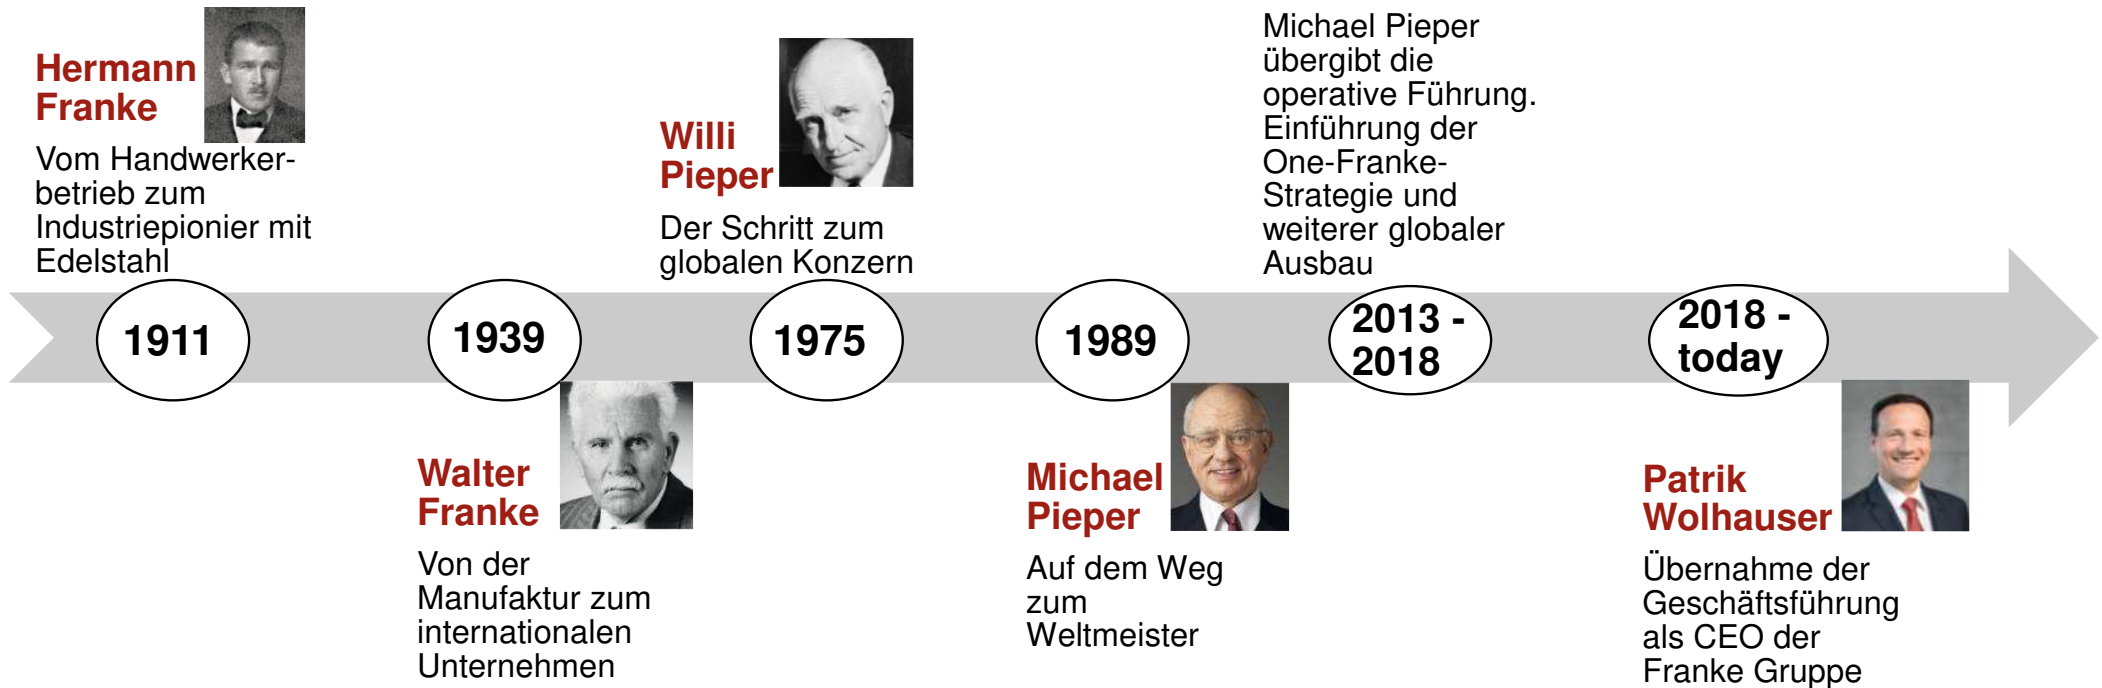 Hermann
Franke
Vom Handwerker-
betrieb zum
Industriepionier mit
Edelstahl
1911
1939
Walter
Franke
Von der
Manufaktur zum
internationalen
Unternehmen
Willi
Pieper
Der Schritt zum
globalen Konzern
1975
1989
Michael
Pieper
Auf dem Weg
zum
Weltmeister
Michael Pieper
übergibt die
operative Führung.
Einführung der
One-Franke-
Strategie und
weiterer globaler
Ausbau
2013 -
2018
2018 -
today
Patrik
Wolhauser
Übernahme der
Geschäftsführung
als CEO der
Franke Gruppe